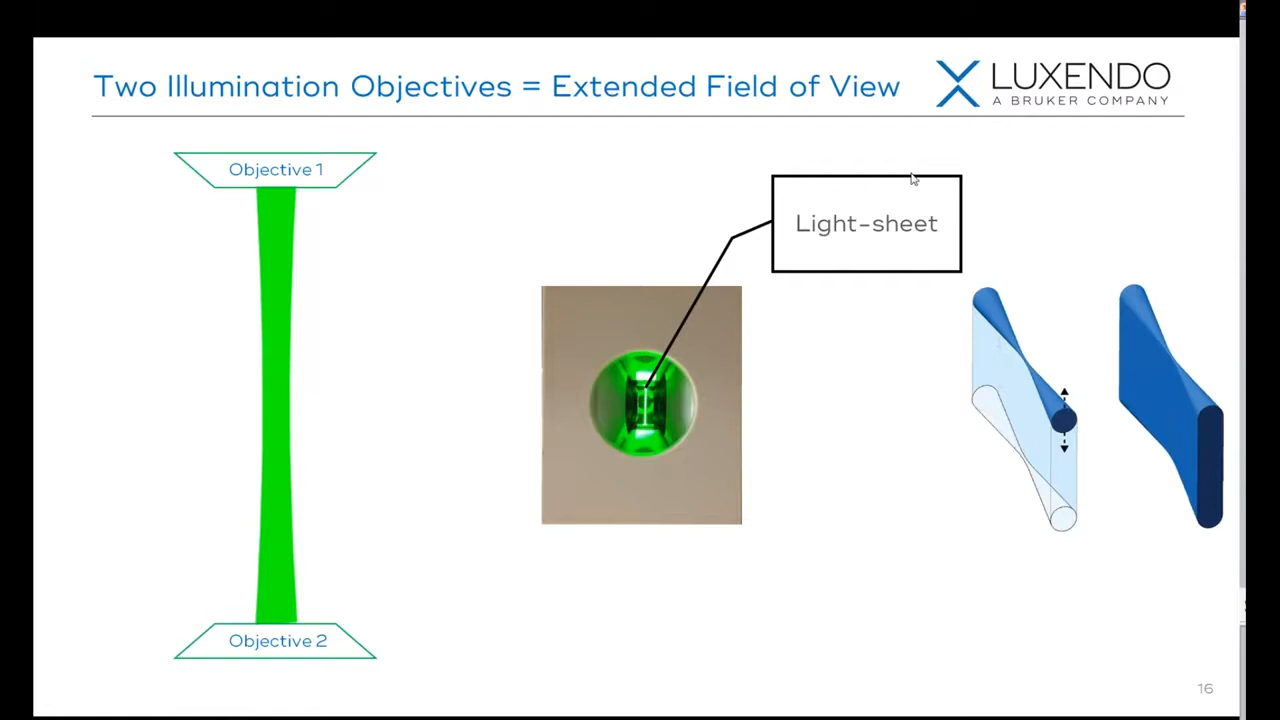 Two Illumination Objectives = Extended Field of View
LUXENDO
A BRUKER COMPANY
Objective 1
Light-sheet
Objective 2
16